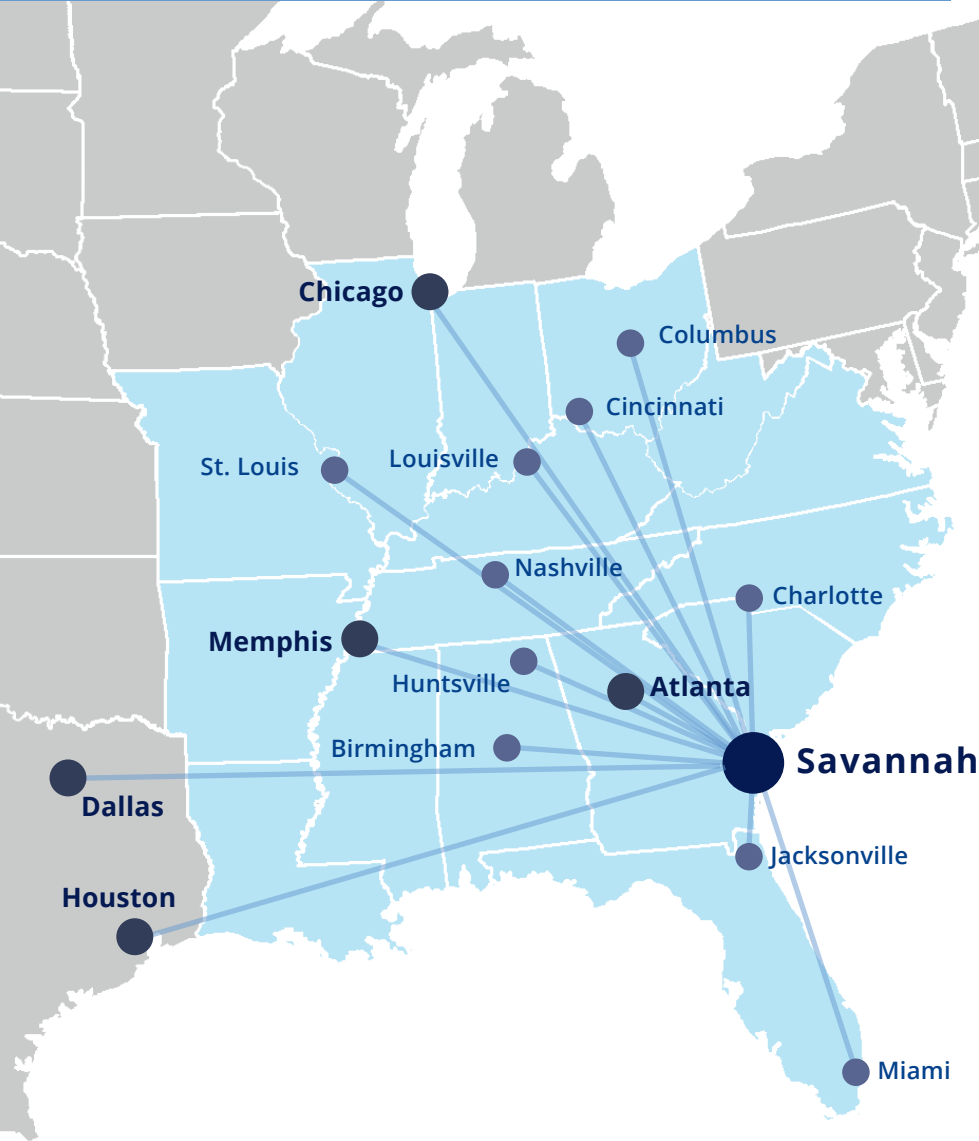 Chicago
Columbus
Cincinnati
Louisville
St. Louis
Nashville
Charlotte
Memphis
Huntsville
Atlanta
Birmingham
Savannah
Dallas
Jacksonville
Houston
Miami